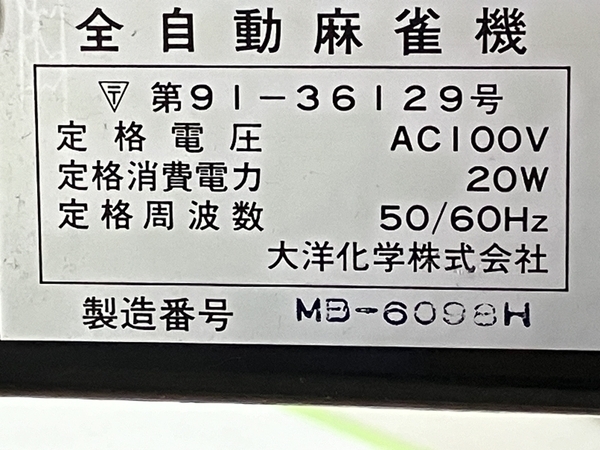 全自動麻雀機
〒 第91-36129号
定格電圧 AC100V
定格消費電力 20W
定格周波数 50/60Hz
大洋化学株式会社
製造番号 MB-6098H